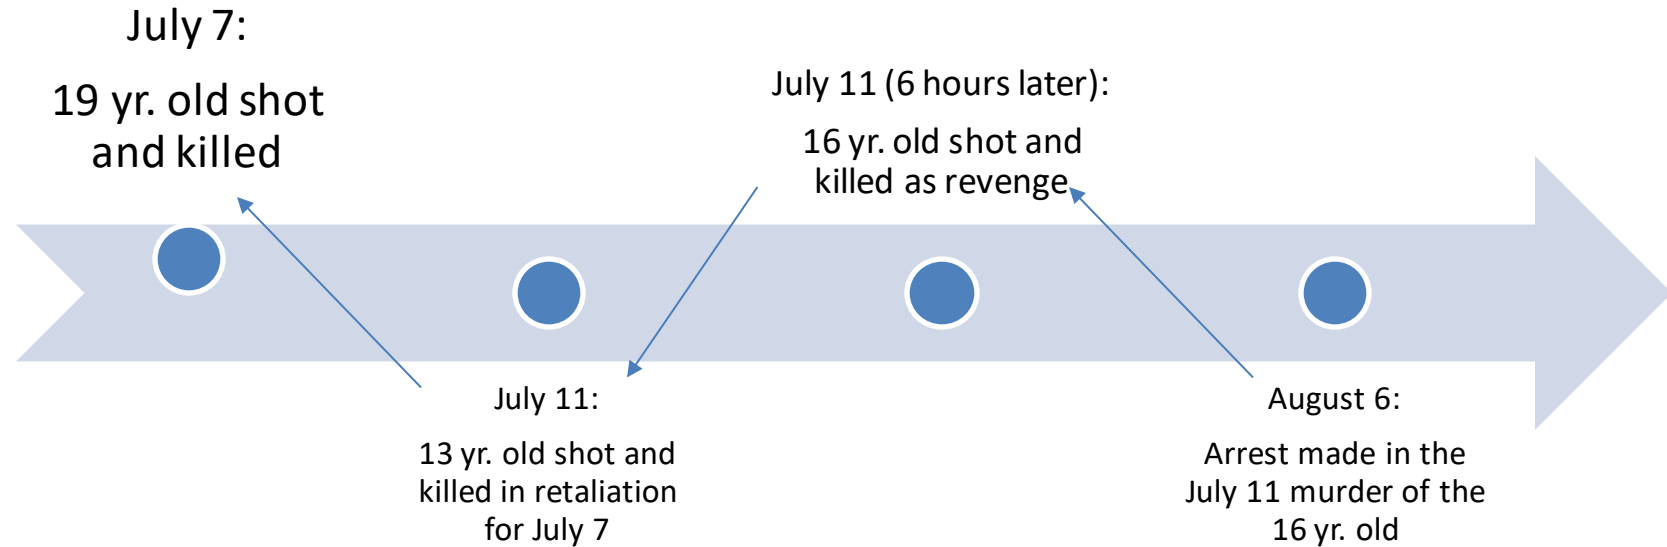 July 7:
19 yr. old shot
and killed
July 11:
13 yr. old shot and
killed in retaliation
for July 7
July 11 (6 hours later):
16 yr. old shot and
killed as revenge
August 6:
Arrest made in the
July 11 murder of the
16 yr. old